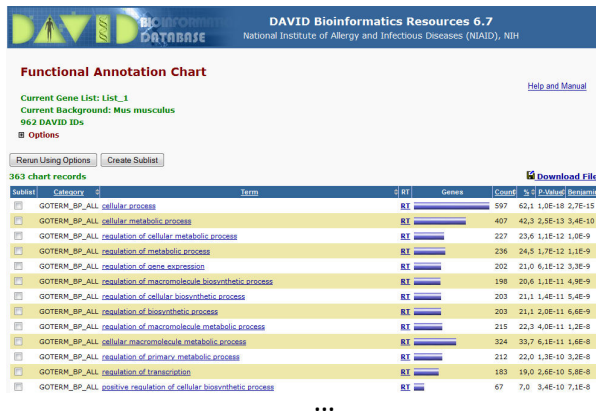 DAVID BIOINFORMATICS DATABASE
DAVID Bioinformatics Resources 6.7
National Institute of Allergy and Infectious Diseases (NIAID), NIH
Functional Annotation Chart
Help and Manual
Current Gene List: List_1
Current Background: Mus musculus
962 DAVID IDs
Options
Rerun Using Options Create Sublist
363 chart records
Download File
Sublist Category Term RT Genes Count % P-Value Benjamini
GOTERM_BP_ALL cellular process RT 597 62,1 1,0E-18 2,7E-15
GOTERM_BP_ALL cellular metabolic process RT 407 42,3 2,5E-13 3,4E-10
GOTERM_BP_ALL regulation of cellular metabolic process RT 227 23,6 1,1E-12 1,0E-9
GOTERM_BP_ALL regulation of metabolic process RT 236 24,5 1,7E-12 1,1E-9
GOTERM_BP_ALL regulation of gene expression RT 202 21,0 6,1E-12 3,3E-9
GOTERM_BP_ALL regulation of macromolecule biosynthetic process RT 198 20,6 1,1E-11 4,9E-9
GOTERM_BP_ALL regulation of cellular biosynthetic process RT 203 21,1 1,4E-11 5,4E-9
GOTERM_BP_ALL regulation of biosynthetic process RT 203 21,1 2,0E-11 6,6E-9
GOTERM_BP_ALL regulation of macromolecule metabolic process RT 215 22,3 4,0E-11 1,2E-8
GOTERM_BP_ALL cellular macromolecule metabolic process RT 324 33,7 6,1E-11 1,6E-8
GOTERM_BP_ALL regulation of primary metabolic process RT 212 22,0 1,3E-10 3,2E-8
GOTERM_BP_ALL regulation of transcription RT 183 19,0 2,6E-10 5,8E-8
GOTERM_BP_ALL positive regulation of cellular biosynthetic process RT 67 7,0 3,4E-10 7,1E-8
...